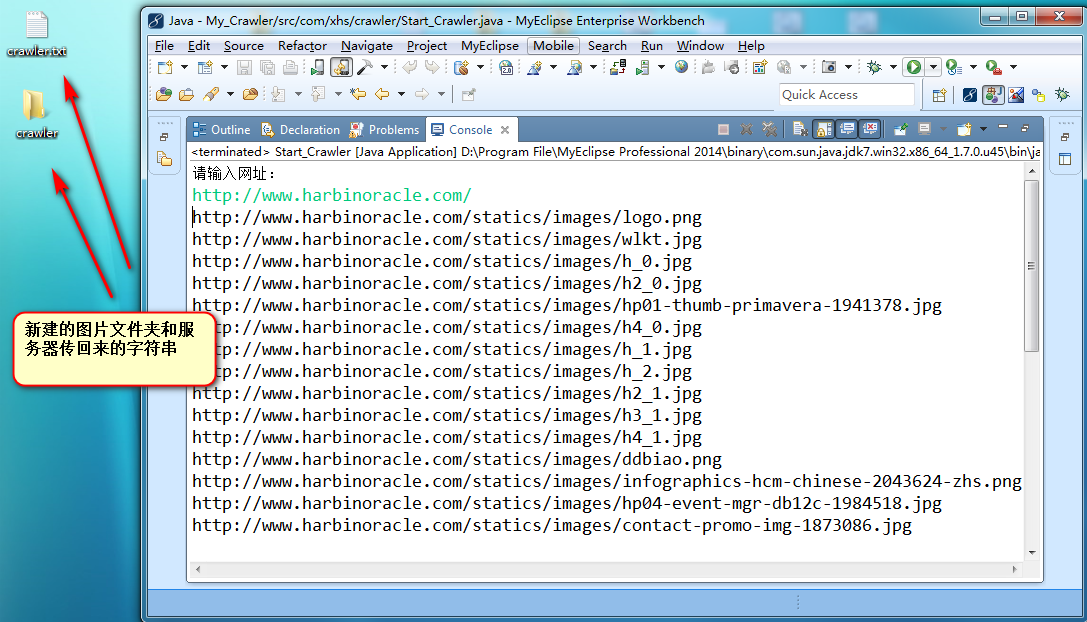 crawler.txt
crawler
新建的图片文件夹和服
务器传回来的字符串
Java - My_Crawler/src/com/xhs/crawler/Start_Crawler.java - MyEclipse Enterprise Workbench
File Edit Source Refactor Navigate Project MyEclipse Mobile Search Run Window Help
Quick Access
Outline Declaration Problems Console
<terminated> Start_Crawler [Java Application] D:\Program File\MyEclipse Professional 2014\binary\com.sun.java.jdk7.win32.x86_64_1.7.0.u45\bin\ja
请输入网址:
http://www.harbinoracle.com/
http://www.harbinoracle.com/statics/images/logo.png
http://www.harbinoracle.com/statics/images/wlkt.jpg
http://www.harbinoracle.com/statics/images/h_0.jpg
http://www.harbinoracle.com/statics/images/h2_0.jpg
http://www.harbinoracle.com/statics/images/hp01-thumb-primavera-1941378.jpg
http://www.harbinoracle.com/statics/images/h4_0.jpg
http://www.harbinoracle.com/statics/images/h_1.jpg
http://www.harbinoracle.com/statics/images/h_2.jpg
http://www.harbinoracle.com/statics/images/h2_1.jpg
http://www.harbinoracle.com/statics/images/h3_1.jpg
http://www.harbinoracle.com/statics/images/h4_1.jpg
http://www.harbinoracle.com/statics/images/ddbiao.png
http://www.harbinoracle.com/statics/images/infographics-hcm-chinese-2043624-zhs.png
http://www.harbinoracle.com/statics/images/hp04-event-mgr-db12c-1984518.jpg
http://www.harbinoracle.com/statics/images/contact-promo-img-1873086.jpg